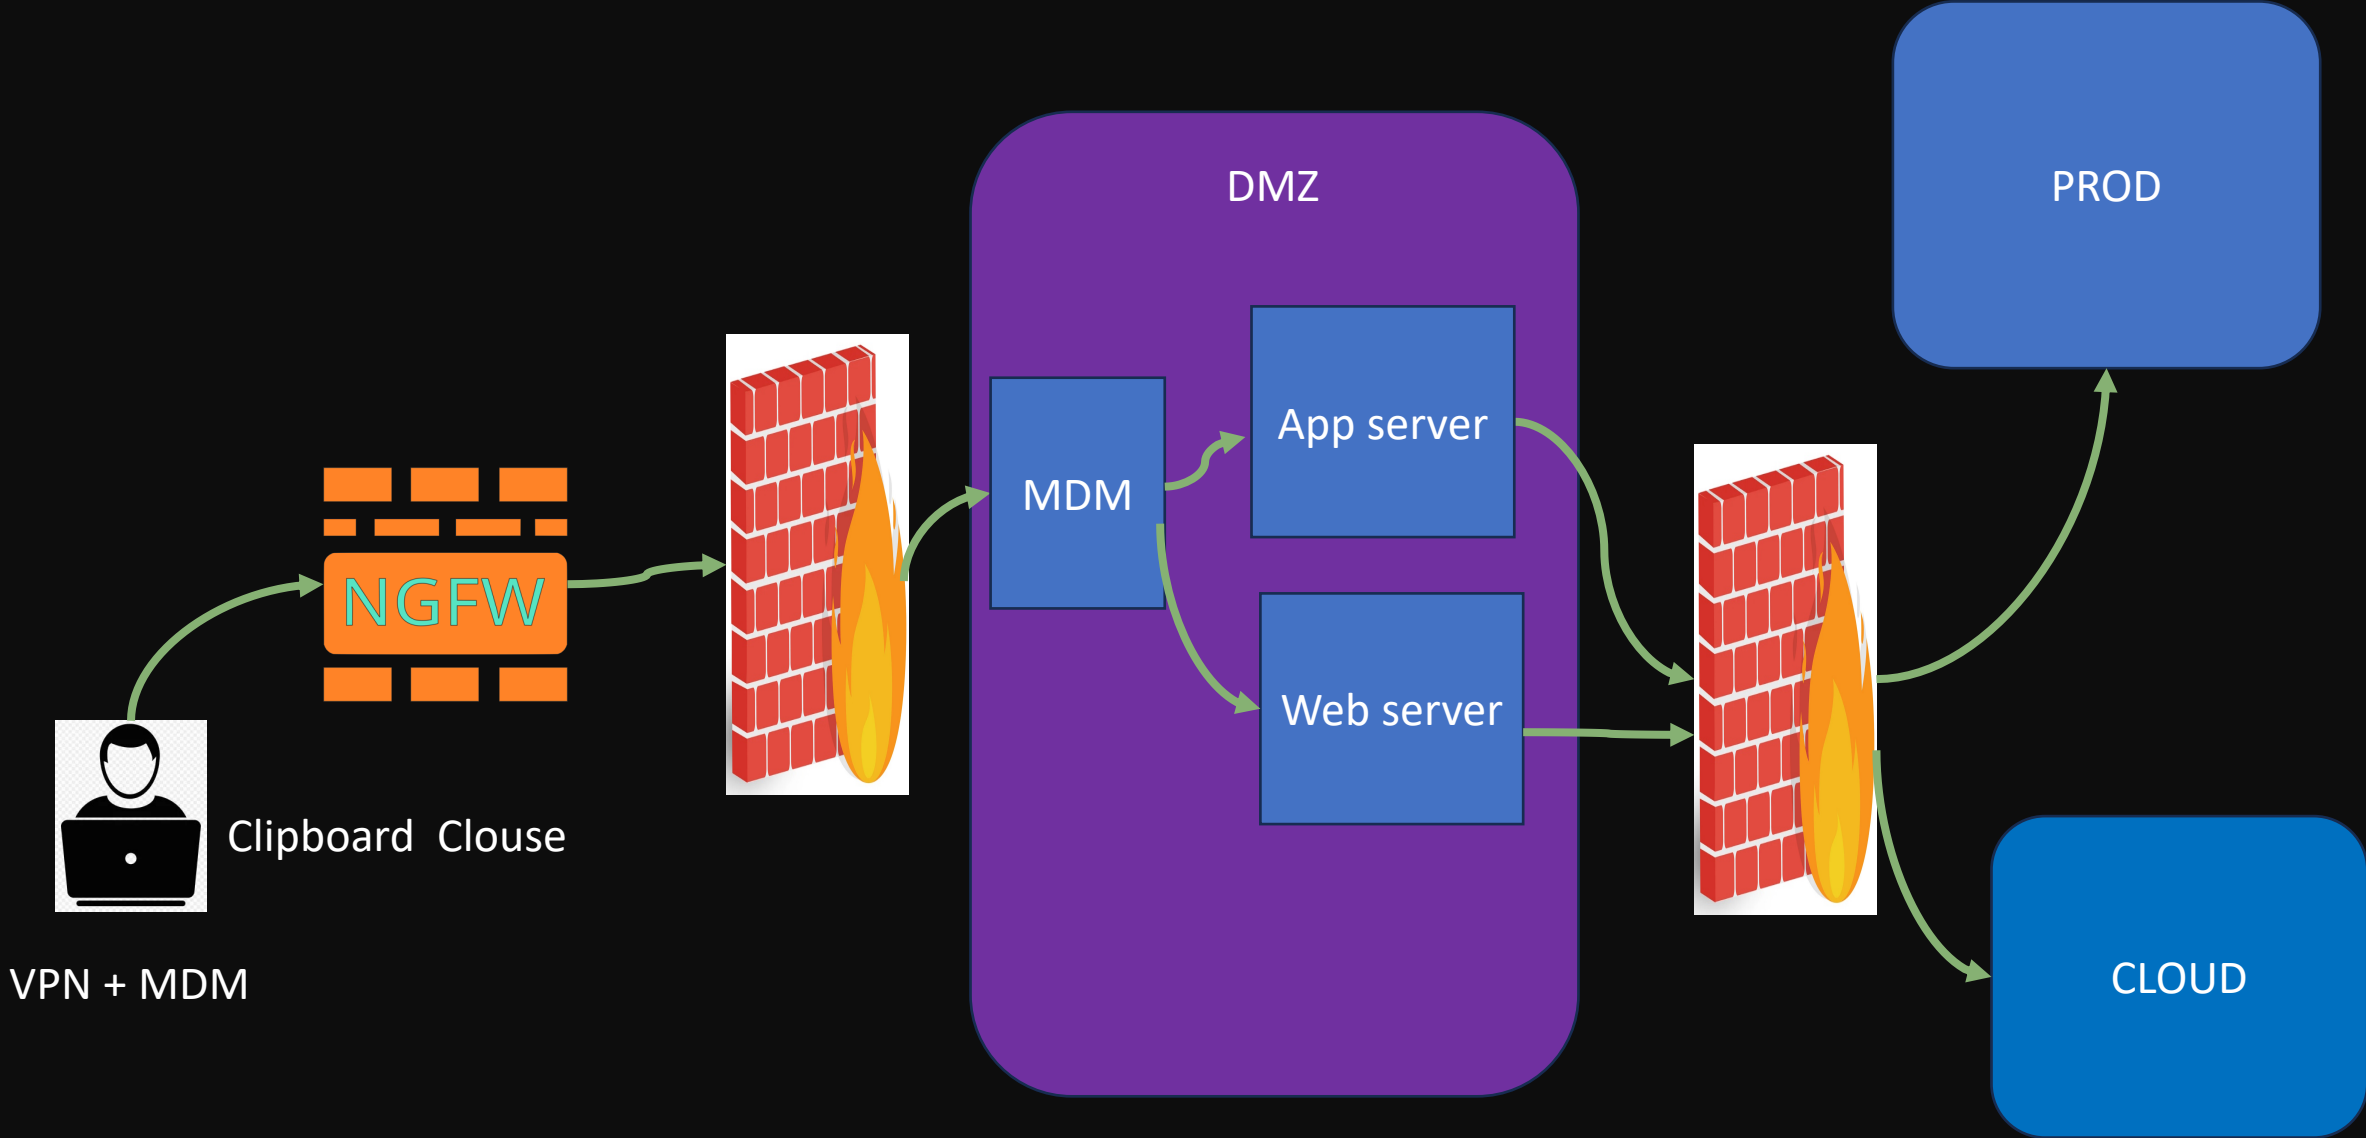 DMZ
PROD
App server
MDM
NGFW
Web server
Clipboard  Clouse
VPN + MDM
CLOUD